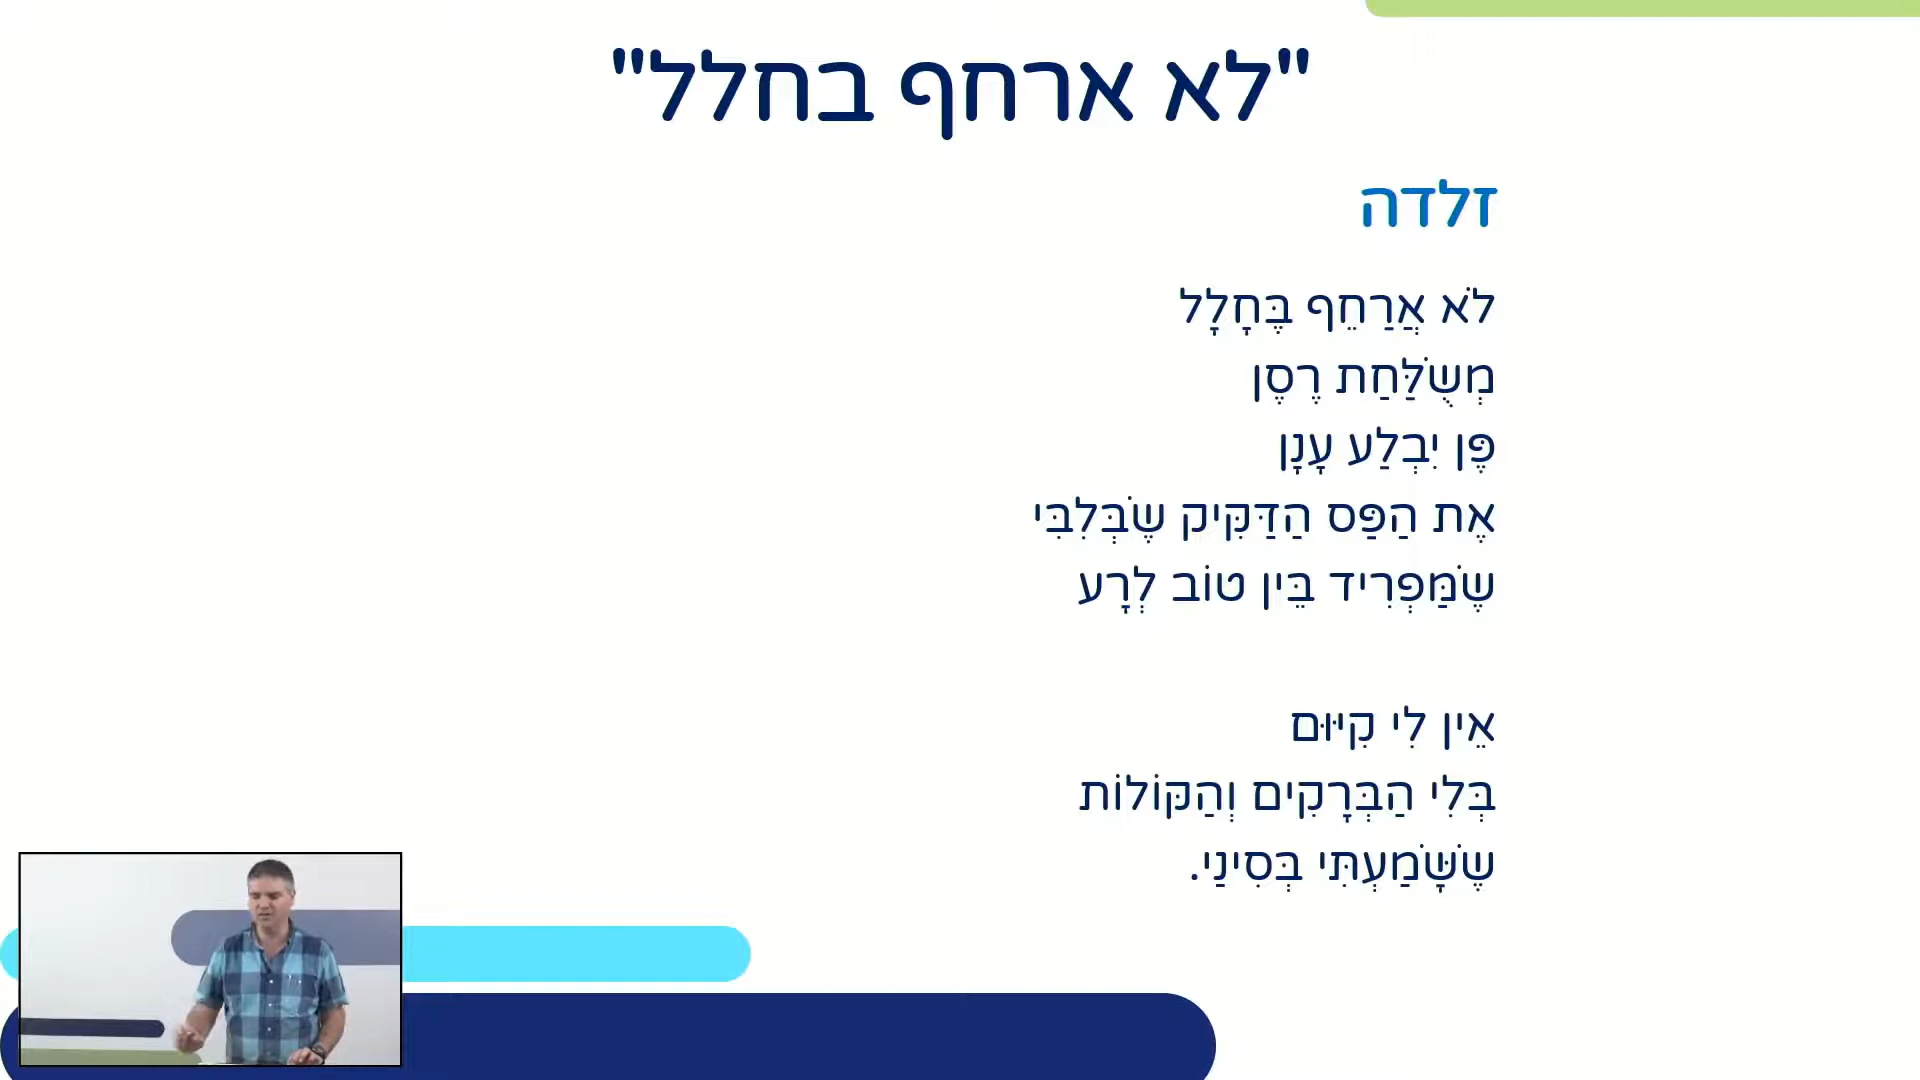 "לא ארחף בחלל"
זלדה
לֹא אֲרַחֵף בֶּחָלָל
מְשֻׁלַּחַת רֶסֶן
פֶּן יִבְלַע עָנָן
אֶת הַפַּס הַדַּקִּיק שֶׁבְּלִבִּי
שֶׁמַּפְרִיד בֵּין טוֹב לְרָע
אֵין לִי קִיּוּם
בְּלִי הַבְּרָקִים וְהַקּוֹלוֹת
שֶׁשָּׁמַעְתִּי בְּסִינַי.